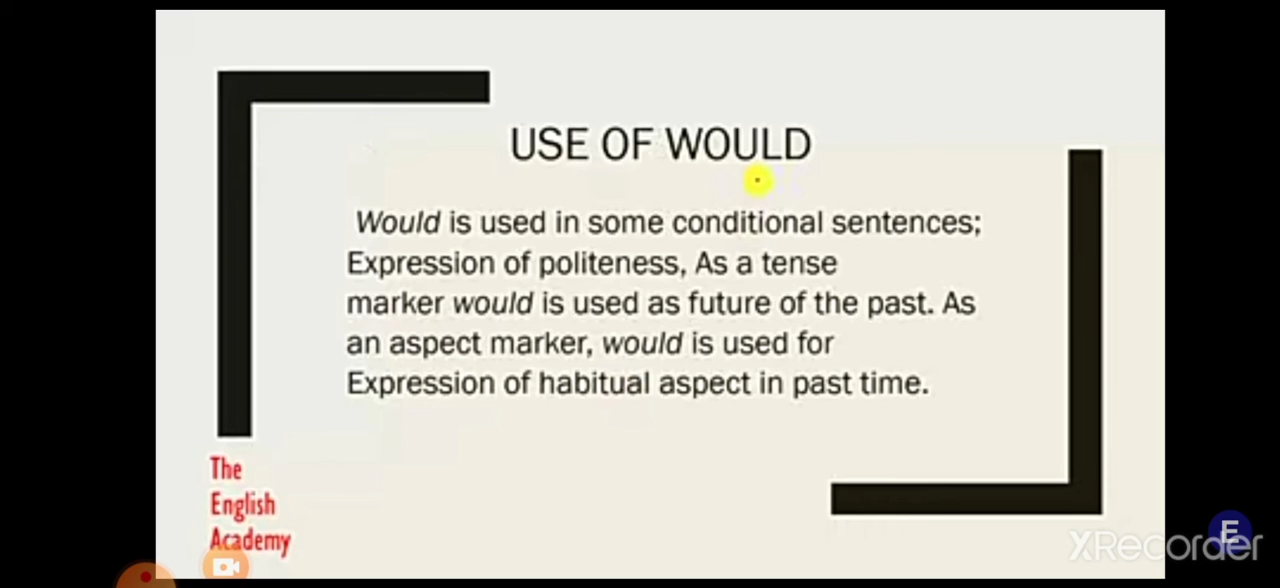 USE OF WOULD
Would is used in some conditional sentences;
Expression of politeness, As a tense
marker would is used as future of the past. As
an aspect marker, would is used for
Expression of habitual aspect in past time.
The
English
Academy
E
XRecorder